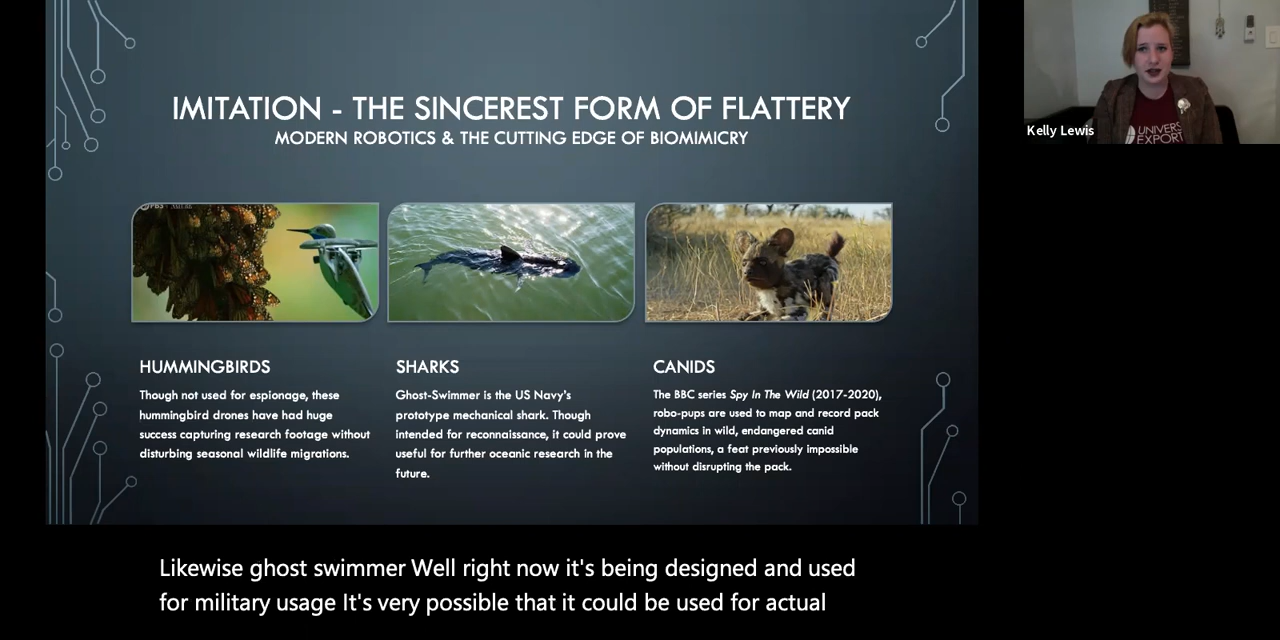 IMITATION - THE SINCEREST FORM OF FLATTERY
MODERN ROBOTICS & THE CUTTING EDGE OF BIOMIMICRY
HUMMINGBIRDS
Though not used for espionage, these
hummingbird drones have had huge
success capturing research footage without
disturbing seasonal wildlife migrations.
SHARKS
Ghost-Swimmer is the US Navy's
prototype mechanical shark. Though
intended for reconnaissance, it could prove
useful for further oceanic research in the
future.
CANIDS
The BBC series Spy In The Wild (2017-2020),
robo-pups are used to map and record pack
dynamics in wild, endangered canid
populations, a feat previously impossible
without disrupting the pack.
Kelly Lewis
UNIVERS
EXPORT
Likewise ghost swimmer Well right now it's being designed and used
for military usage It's very possible that it could be used for actual